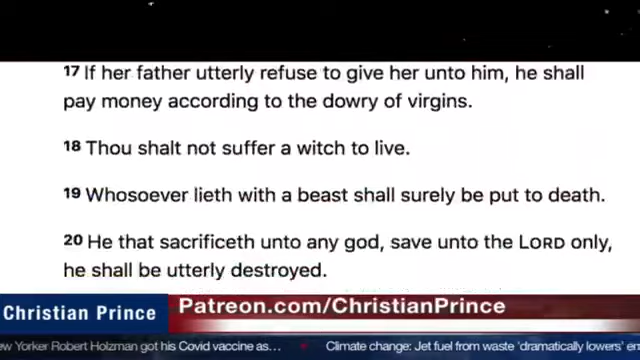 17 If her father utterly refuse to give her unto him, he shall
pay money according to the dowry of virgins.
18 Thou shalt not suffer a witch to live.
19 Whosoever lieth with a beast shall surely be put to death.
20 He that sacrificeth unto any god, save unto the LORD only,
he shall be utterly destroyed.
Christian Prince
Patreon.com/ChristianPrince
Yorker Robert Holzman got his Covid vaccine as... Climate change: Jet fuel from waste 'dramatically lowers'